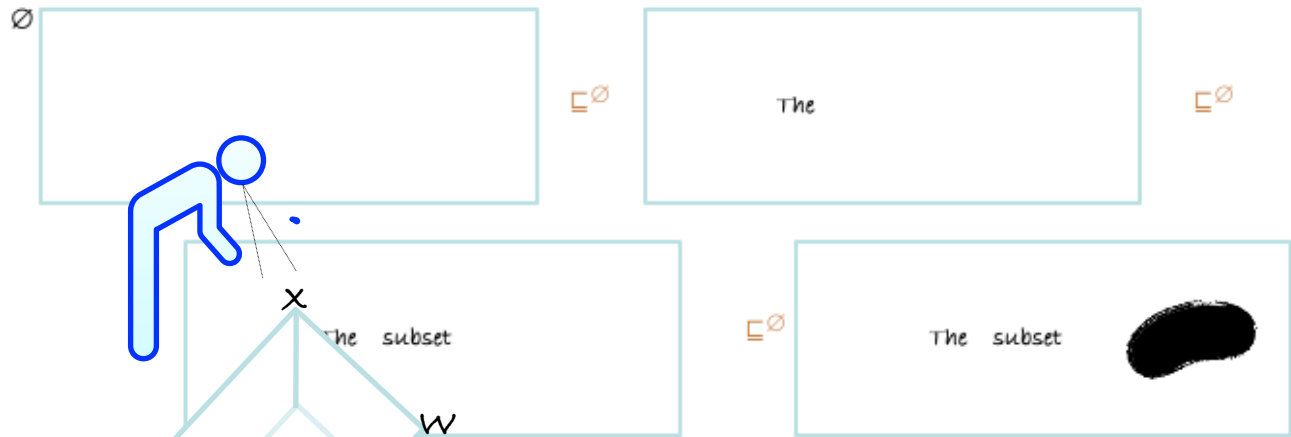 ∅
⊑∅ The ⊑∅
x
The subset ⊑∅ The subset
W